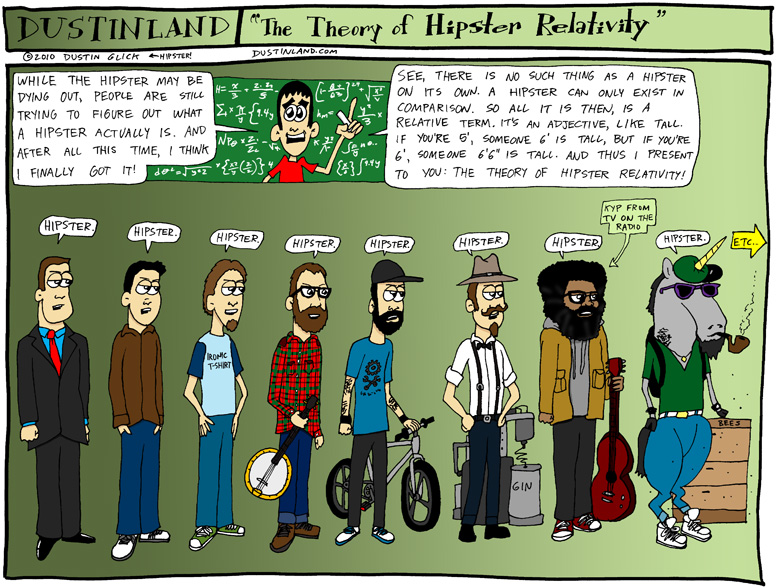 DUSTINLAND
"The Theory of Hipster Relativity"
©2010 DUSTIN GLICK ←HIPSTER!
DUSTINLAND.COM
WHILE THE HIPSTER MAY BE
DYING OUT, PEOPLE ARE STILL
TRYING TO FIGURE OUT WHAT
A HIPSTER ACTUALLY IS. AND
AFTER ALL THIS TIME, I THINK
I FINALLY GOT IT!
SEE, THERE IS NO SUCH THING AS A HIPSTER
ON ITS OWN. A HIPSTER CAN ONLY EXIST IN
COMPARISON. SO ALL IT IS THEN, IS A
RELATIVE TERM. IT'S AN ADJECTIVE, LIKE TALL.
IF YOU'RE 5', SOMEONE 6' IS TALL, BUT IF YOU'RE
6', SOMEONE 6'6" IS TALL. AND THUS I PRESENT
TO YOU: THE THEORY OF HIPSTER RELATIVITY!
KYP FROM
TV ON THE
RADIO
HIPSTER.
HIPSTER.
HIPSTER.
HIPSTER.
HIPSTER.
HIPSTER.
HIPSTER.
HIPSTER.
ETC..
IRONIC
T-SHIRT
GIN
BEES